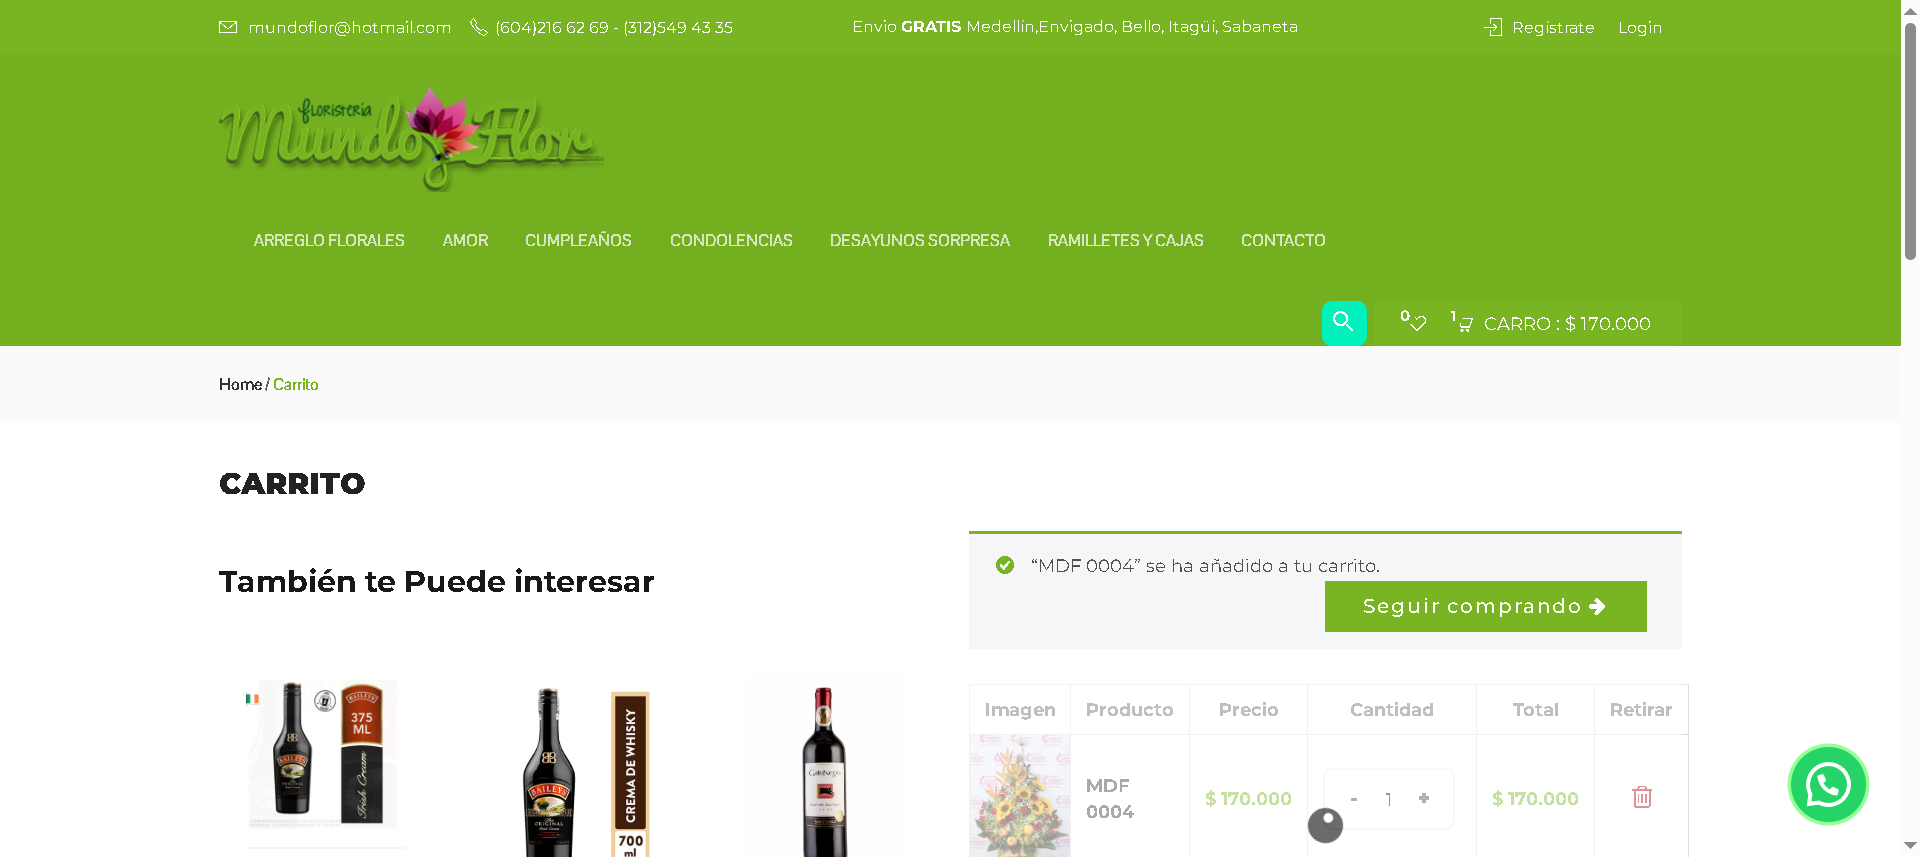 mundoflor@hotmail.com (604)216 62 69 - (312)549 43 35 Envio GRATIS Medellín,Envigado, Bello, Itagüí, Sabaneta Regístrate Login
floristería
Mundo Flor
ARREGLO FLORALES AMOR CUMPLEAÑOS CONDOLENCIAS DESAYUNOS SORPRESA RAMILLETES Y CAJAS CONTACTO
0 1 CARRO : $ 170.000
Home / Carrito
CARRITO
“MDF 0004” se ha añadido a tu carrito.
Seguir comprando
También te Puede interesar
BAILEYS
375
ML
Irish Cream
BAILEYS
ORIGINAL
CREMA DE WHISKY
700
ml
GatoNegro
Imagen Producto Precio Cantidad Total Retirar
MDF
0004
$ 170.000 - 1 + $ 170.000